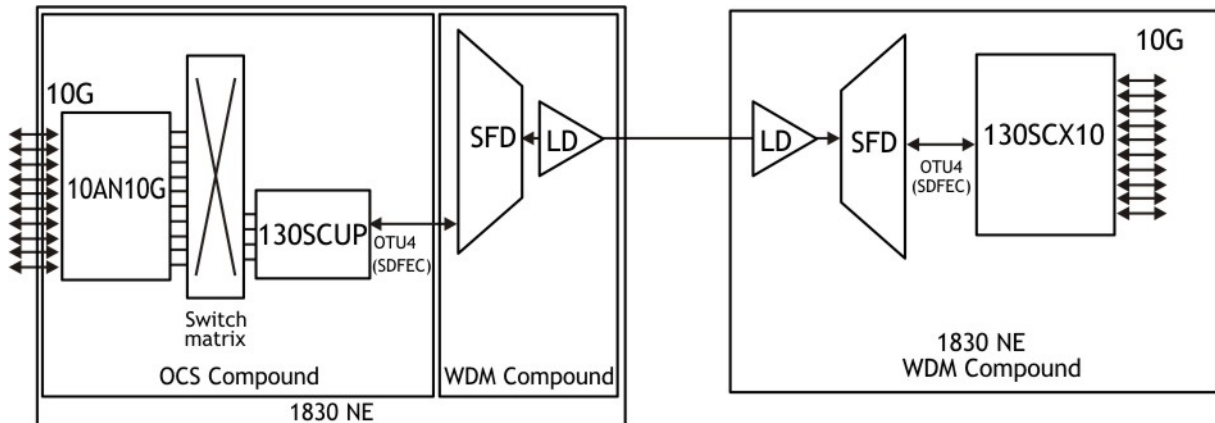 10G
10AN10G
Switch
matrix
130SCUP
OTU4
(SDFEC)
OCS Compound
SFD
LD
WDM Compound
1830 NE
LD
SFD
OTU4
(SDFEC)
130SCX10
10G
1830 NE
WDM Compound